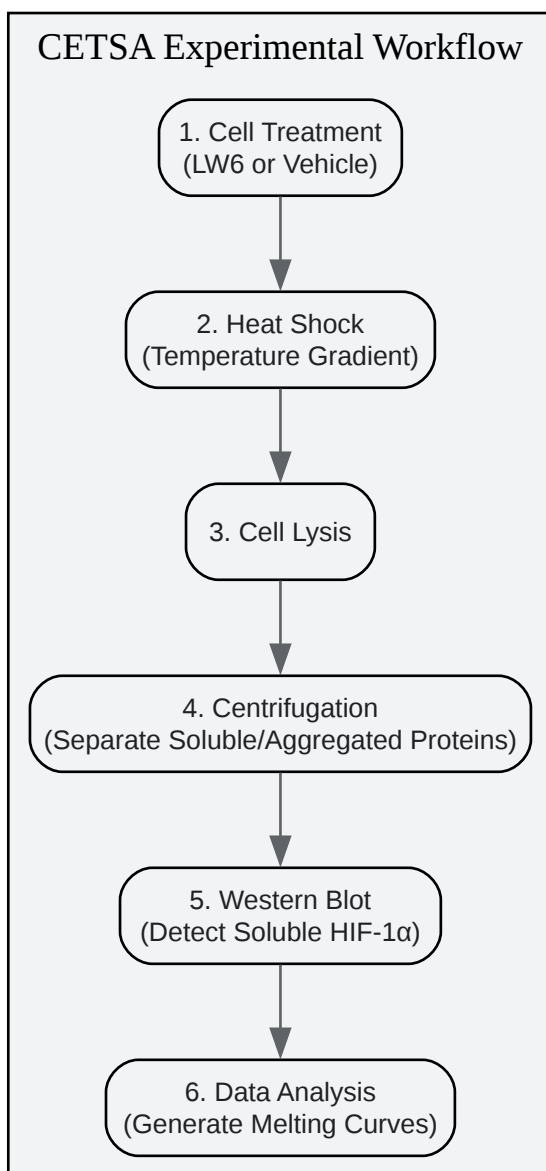 CETSA Experimental Workflow
1. Cell Treatment
(LW6 or Vehicle)
2. Heat Shock
(Temperature Gradient)
3. Cell Lysis
4. Centrifugation
(Separate Soluble/Aggregated Proteins)
5. Western Blot
(Detect Soluble HIF-1α)
6. Data Analysis
(Generate Melting Curves)